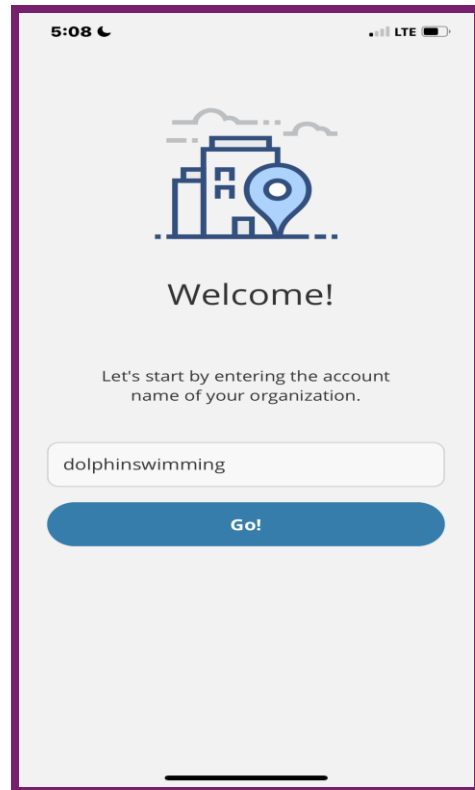 5:08 LTE
Welcome!
Let's start by entering the account
name of your organization.
dolphinswimming
Go!